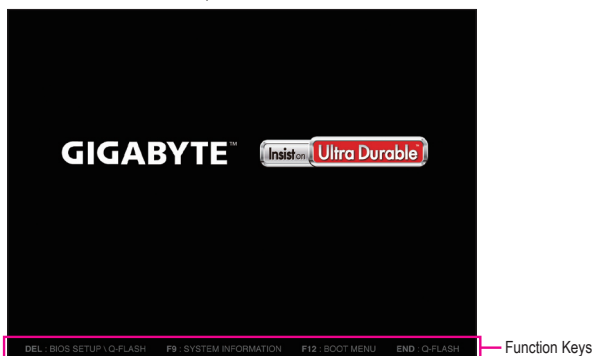 GIGABYTE™
Insist on Ultra Durable™
DEL : BIOS SETUP \ Q-FLASH F9 : SYSTEM INFORMATION F12 : BOOT MENU END : Q-FLASH
Function Keys